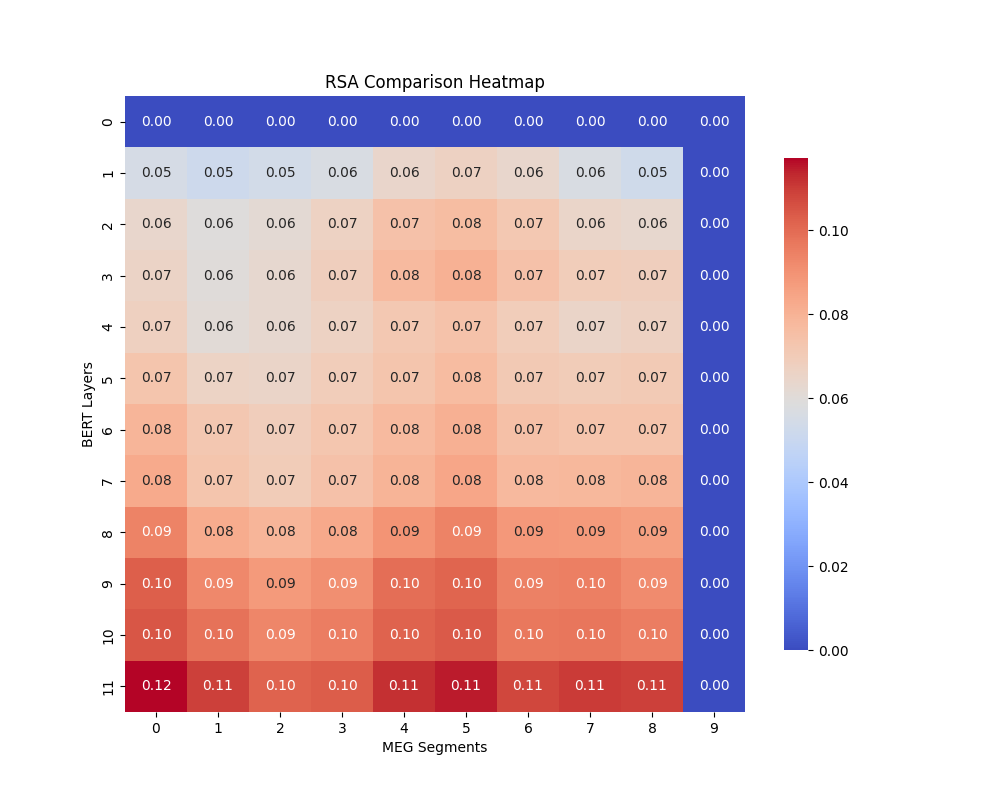 RSA Comparison Heatmap
0 0.00 0.00 0.00 0.00 0.00 0.00 0.00 0.00 0.00 0.00
1 0.05 0.05 0.05 0.06 0.06 0.07 0.06 0.06 0.05 0.00
2 0.06 0.06 0.06 0.07 0.07 0.08 0.07 0.06 0.06 0.00
3 0.07 0.06 0.06 0.07 0.08 0.08 0.07 0.07 0.07 0.00
4 0.07 0.06 0.06 0.07 0.07 0.07 0.07 0.07 0.07 0.00
5 0.07 0.07 0.07 0.07 0.07 0.08 0.07 0.07 0.07 0.00
6 0.08 0.07 0.07 0.07 0.08 0.08 0.07 0.07 0.07 0.00
7 0.08 0.07 0.07 0.07 0.08 0.08 0.08 0.08 0.08 0.00
8 0.09 0.08 0.08 0.08 0.09 0.09 0.09 0.09 0.09 0.00
9 0.10 0.09 0.09 0.09 0.10 0.10 0.09 0.10 0.09 0.00
10 0.10 0.10 0.09 0.10 0.10 0.10 0.10 0.10 0.10 0.00
11 0.12 0.11 0.10 0.10 0.11 0.11 0.11 0.11 0.11 0.00
0 1 2 3 4 5 6 7 8 9
MEG Segments
BERT Layers
0.10
0.08
0.06
0.04
0.02
0.00